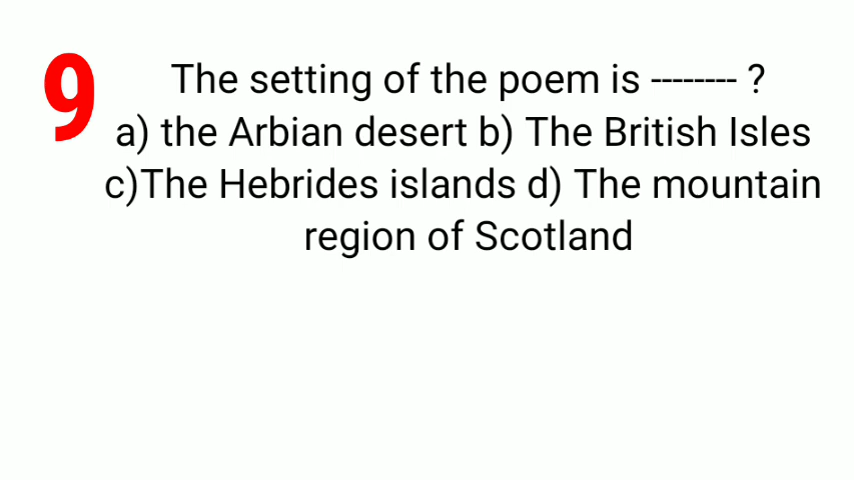 9
The setting of the poem is -------- ?
a) the Arbian desert b) The British Isles
c)The Hebrides islands d) The mountain
region of Scotland